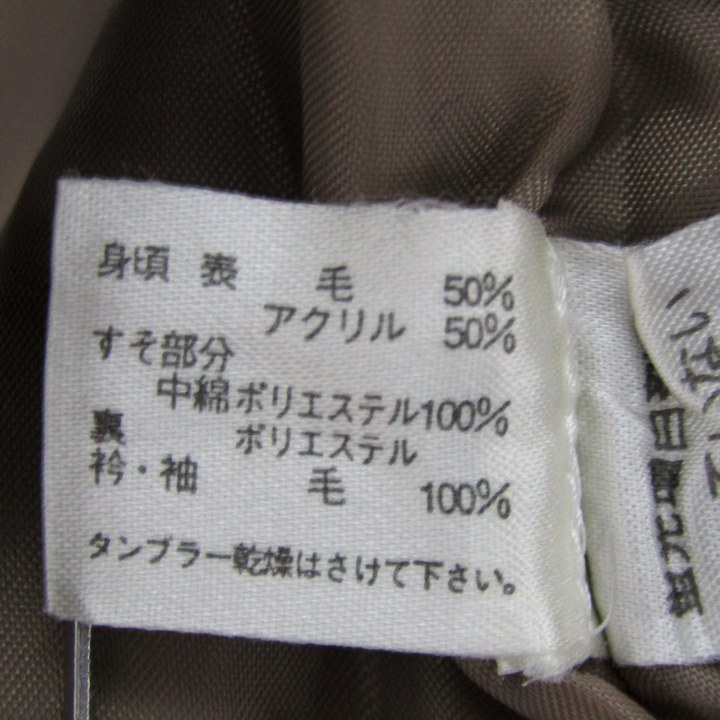 身頃 表 毛 50%
アクリル 50%
すそ部分
中綿 ポリエステル100%
裏 ポリエステル
衿・袖 毛 100%
タンブラー乾燥はさけて下さい。